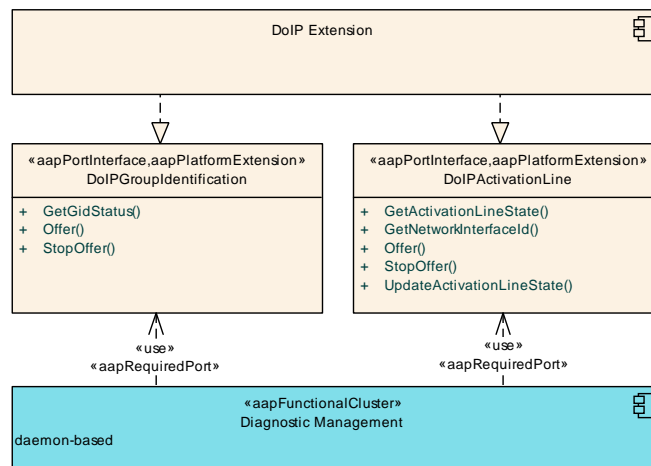 DoIP Extension
«aapPortInterface,aapPlatformExtension»
DoIPGroupIdentification
+ GetGidStatus()
+ Offer()
+ StopOffer()
«aapPortInterface,aapPlatformExtension»
DoIPActivationLine
+ GetActivationLineState()
+ GetNetworkInterfaceId()
+ Offer()
+ StopOffer()
+ UpdateActivationLineState()
«use»
«aapRequiredPort»
«use»
«aapRequiredPort»
«aapFunctionalCluster»
Diagnostic Management
daemon-based